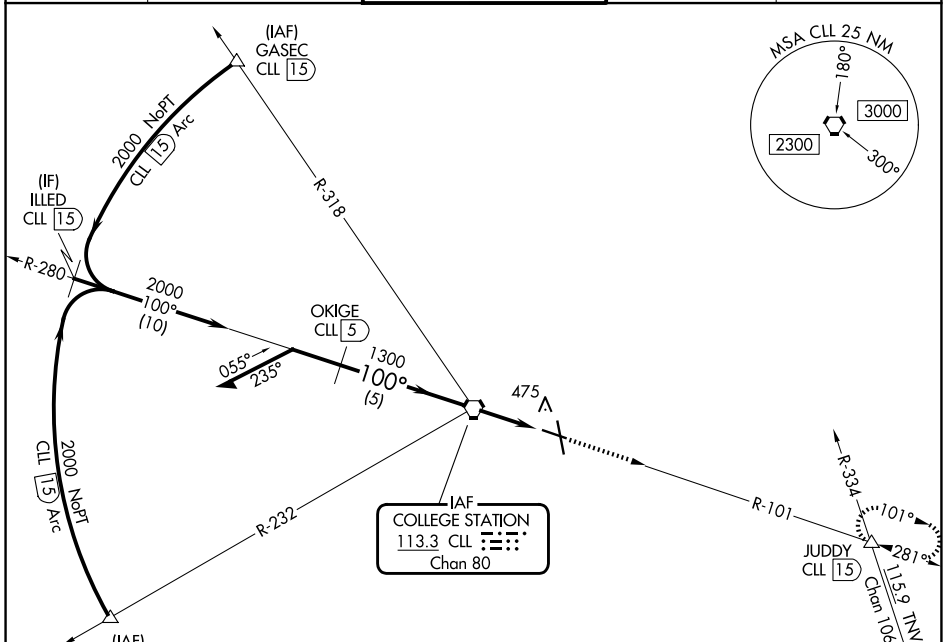 (IAF)
GASEC
CLL 15
MSA CLL 25 NM
180°
3000
2300
300°
2000 NoPT
CLL 15 Arc
(IF)
ILLED
CLL 15
R-318
R-280
2000
100°
(10)
OKIGE
CLL 5
1300
100°
(5)
055°
235°
475
2000 NoPT
CLL 15 Arc
R-232
IAF
COLLEGE STATION
113.3 CLL
Chan 80
R-101
R-334
101°
281°
JUDDY
CLL 15
115.9 TNV
Chan 106
(IAF)